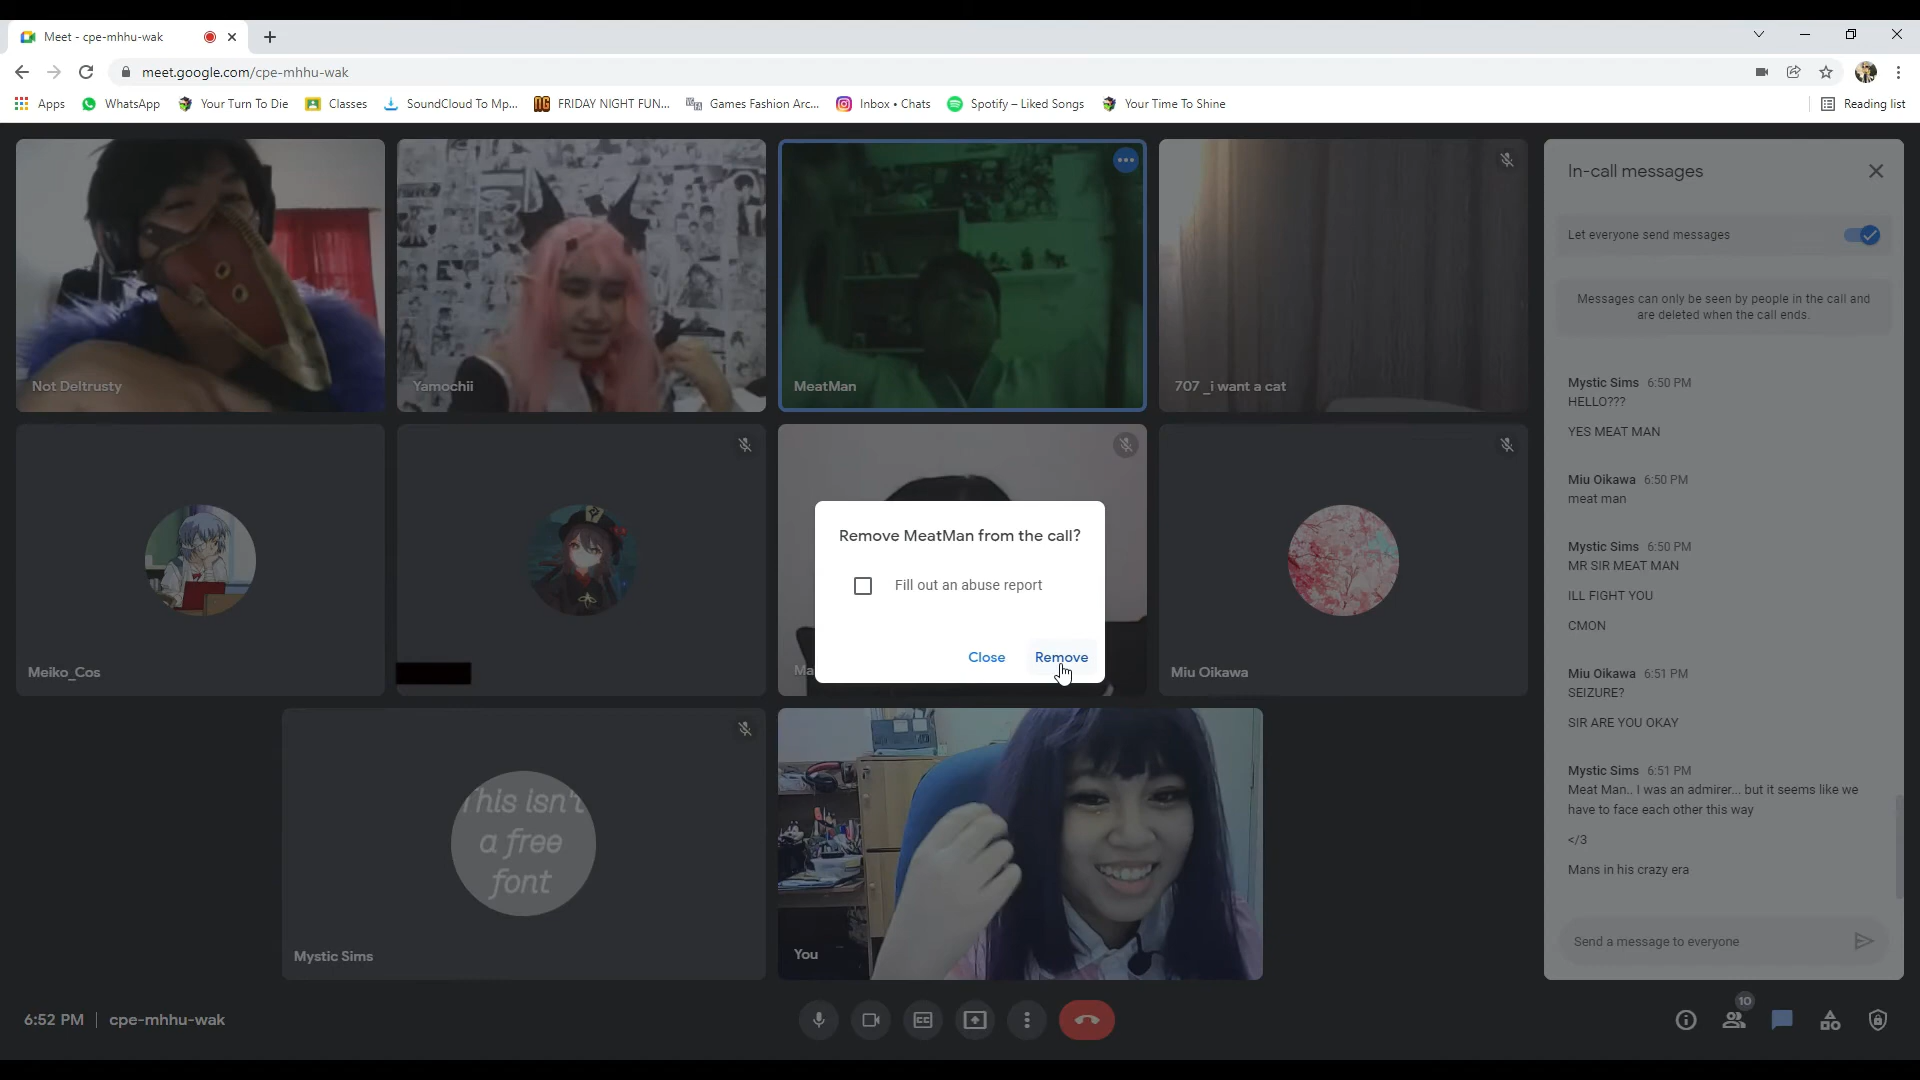 Meet - cpe-mhhu-wak
meet.google.com/cpe-mhhu-wak
Apps
WhatsApp
Your Turn To Die
Classes
SoundCloud To Mp...
FRIDAY NIGHT FUN...
Games Fashion Arc...
Inbox • Chats
Spotify – Liked Songs
Your Time To Shine
Reading list
Not Deltrusty
Yamochii
MeatMan
707 _i want a cat
Meiko_Cos
Ma
Miu Oikawa
Remove MeatMan from the call?
Fill out an abuse report
Close
Remove
This isn't
a free
font
Mystic Sims
You
In-call messages
Let everyone send messages
Messages can only be seen by people in the call and
are deleted when the call ends.
Mystic Sims 6:50 PM
HELLO???
YES MEAT MAN
Miu Oikawa 6:50 PM
meat man
Mystic Sims 6:50 PM
MR SIR MEAT MAN
ILL FIGHT YOU
CMON
Miu Oikawa 6:51 PM
SEIZURE?
SIR ARE YOU OKAY
Mystic Sims 6:51 PM
Meat Man.. I was an admirer... but it seems like we
have to face each other this way
</3
Mans in his crazy era
Send a message to everyone
6:52 PM | cpe-mhhu-wak
10